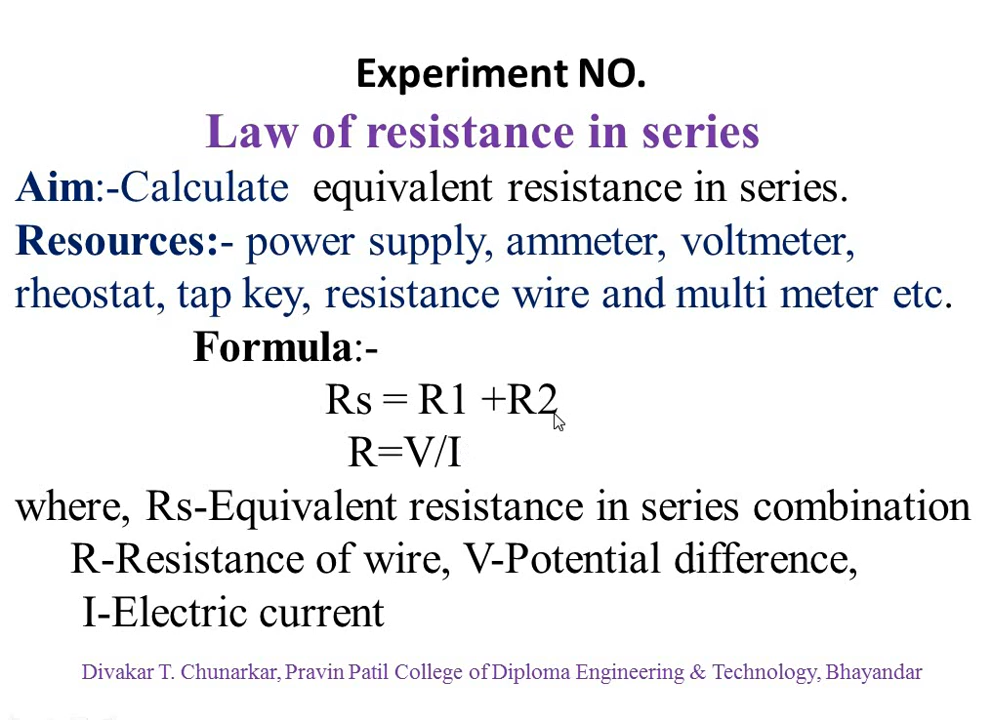 Experiment NO.
Law of resistance in series
Aim:-Calculate equivalent resistance in series.
Resources:- power supply, ammeter, voltmeter,
rheostat, tap key, resistance wire and multi meter etc.
Formula:-
Rs = R1 +R2
R=V/I
where, Rs-Equivalent resistance in series combination
R-Resistance of wire, V-Potential difference,
I-Electric current
Divakar T. Chunarkar, Pravin Patil College of Diploma Engineering & Technology, Bhayandar